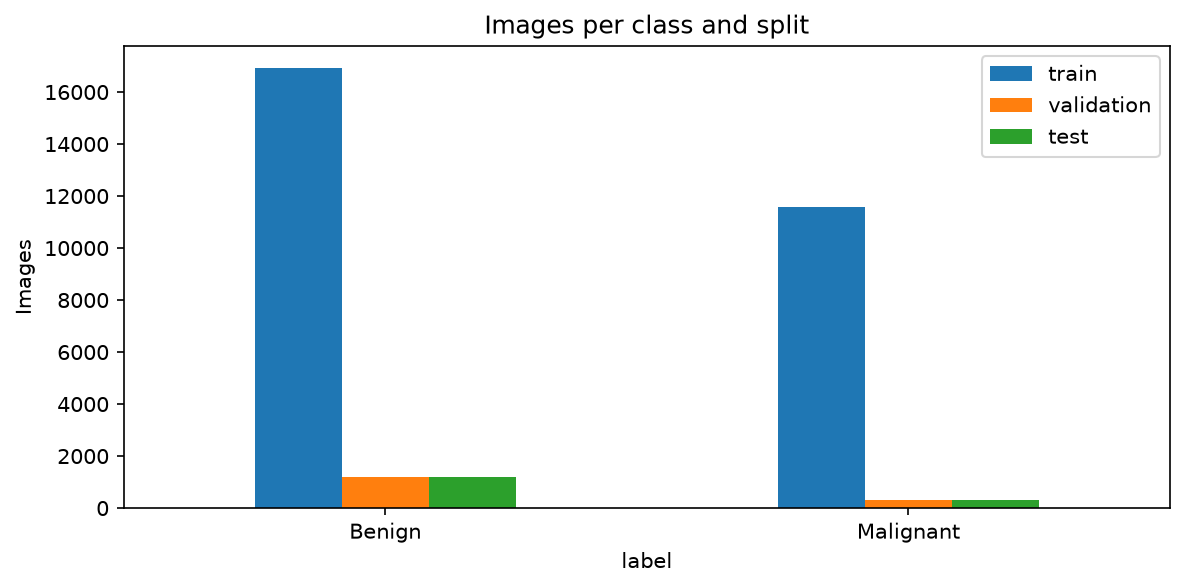 Images per class and split
train
validation
test
16000
14000
12000
10000
8000
6000
4000
2000
0
Images
Benign
Malignant
label